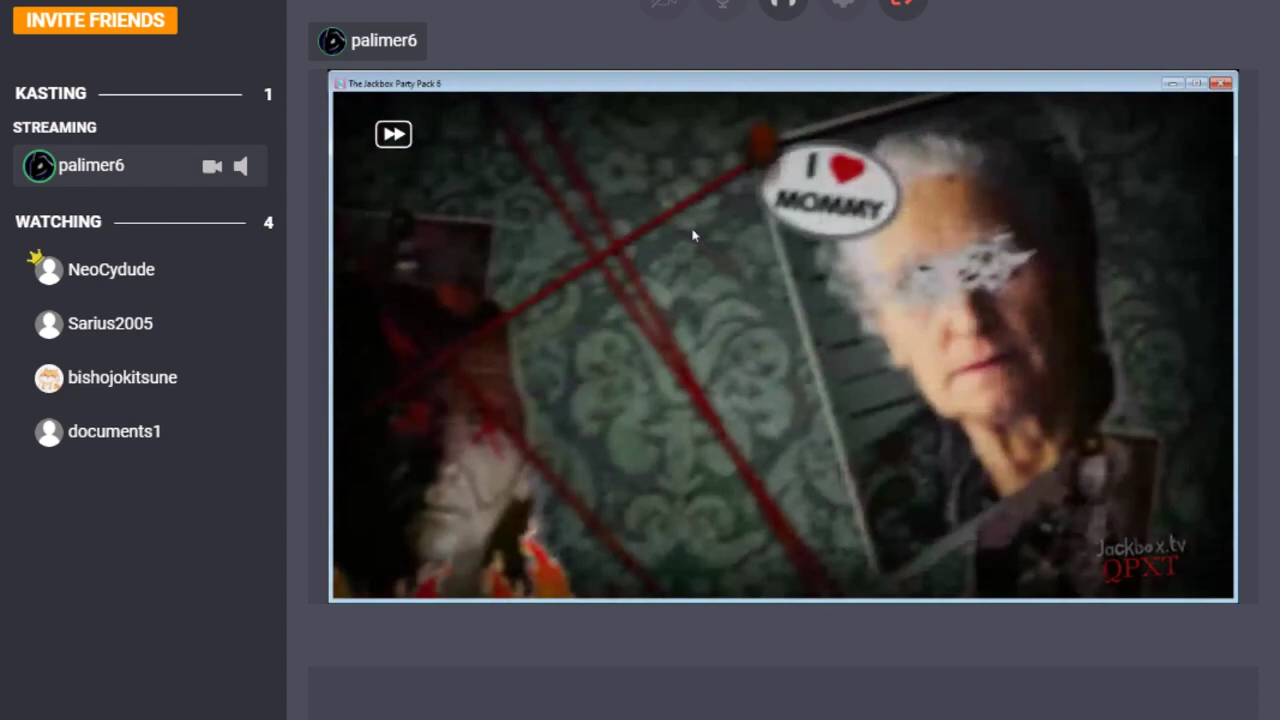 INVITE FRIENDS
palimer6
KASTING 1
STREAMING
palimer6
WATCHING 4
NeoCydude
Sarius2005
bishojokitsune
documents1
The Jackbox Party Pack 6
I
MOMMY
Jackbox.tv
QPXT